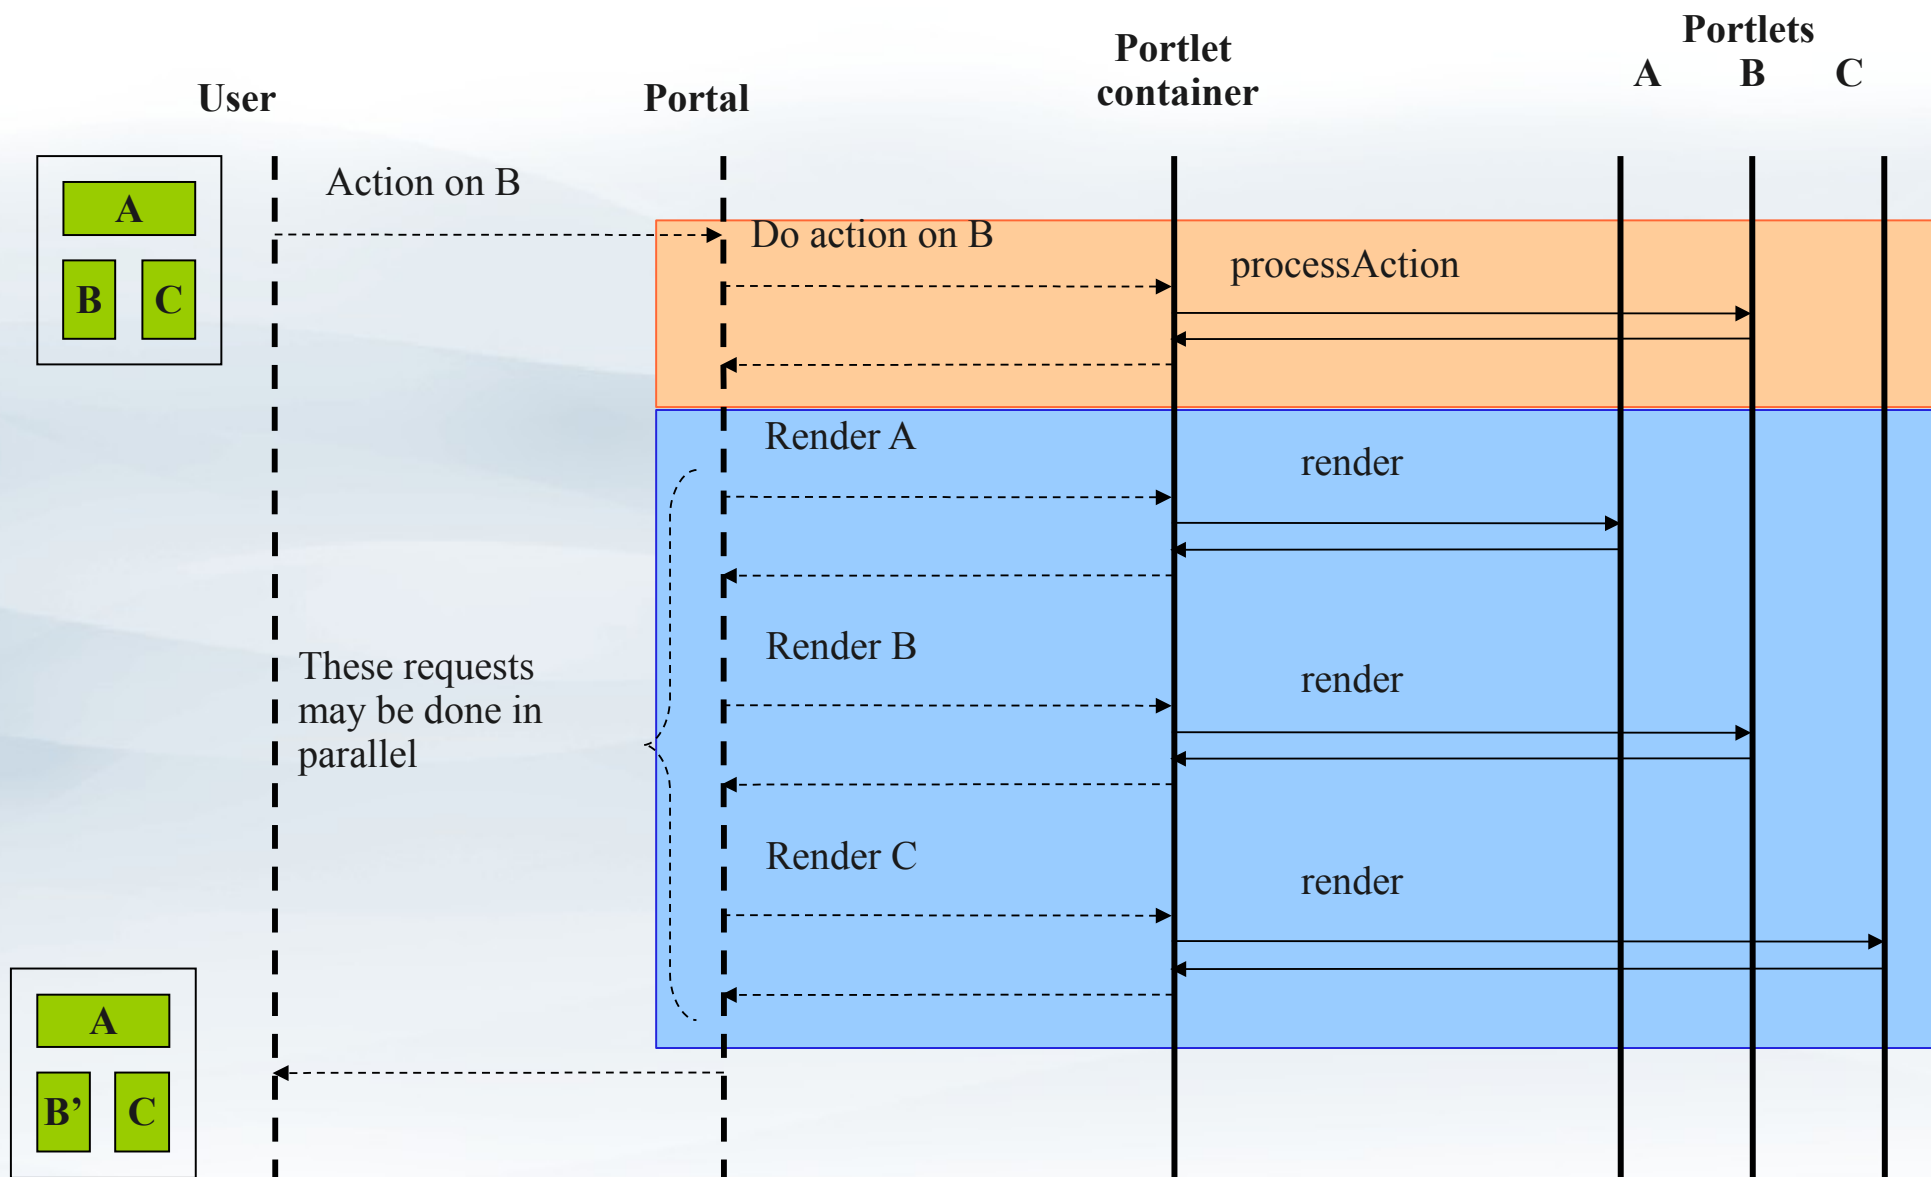 Portlets
Portlet
container
A
B
C
User
Portal
Action on B
A
Do action on B
processAction
B
C
Render A
render
Render B
These requests
may be done in
parallel
render
Render C
render
A
B’
C